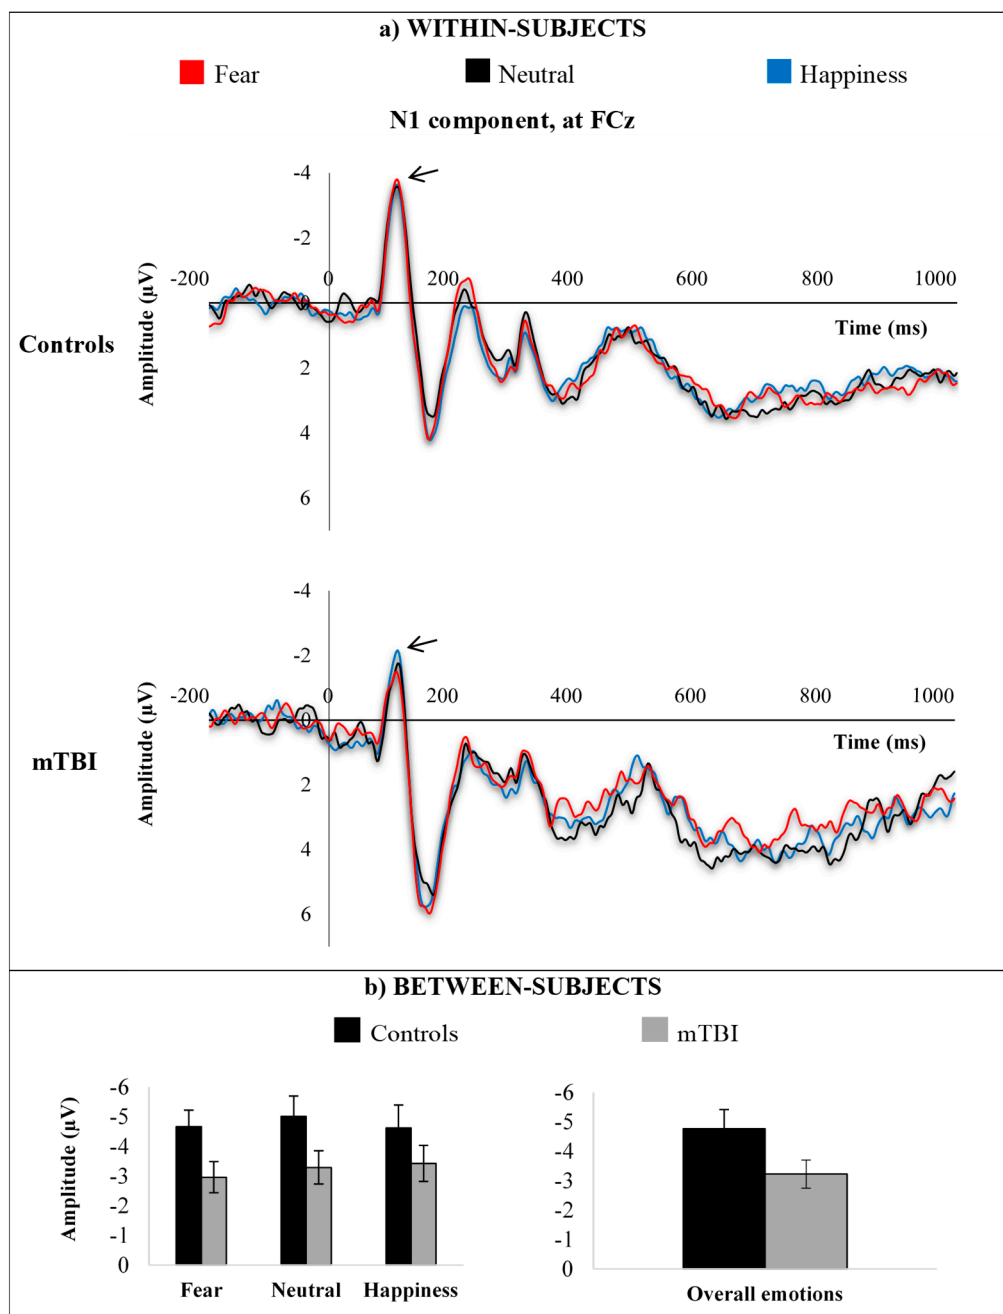 a) WITHIN-SUBJECTS
Fear Neutral Happiness
N1 component, at FCz
Controls
Amplitude (µV)
-4
-2
-200 0 200 400 600 800 1000
0
Time (ms)
2
4
6
mTBI
Amplitude (µV)
-4
-2
-200 0 200 400 600 800 1000
0
Time (ms)
2
4
6
b) BETWEEN-SUBJECTS
Controls mTBI
Amplitude (µV)
-6
-5
-4
-3
-2
-1
0
Fear Neutral Happiness
-6
-5
-4
-3
-2
-1
0
Overall emotions